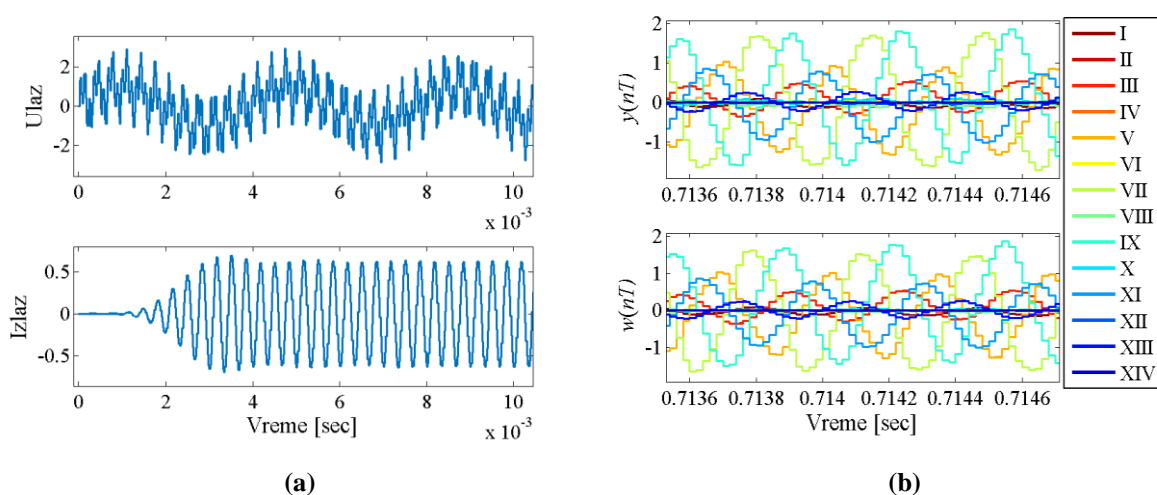 Ulaz
2
0
-2
0 2 4 6 8 10
x 10⁻³
Izlaz
0.5
0
-0.5
0 2 4 6 8 10
Vreme [sec]
x 10⁻³
(a)
y(nT)
2
1
0
-1
0.7136 0.7138 0.714 0.7142 0.7144 0.7146
w(nT)
2
1
0
-1
0.7136 0.7138 0.714 0.7142 0.7144 0.7146
Vreme [sec]
I
II
III
IV
V
VI
VII
VIII
IX
X
XI
XII
XIII
XIV
(b)